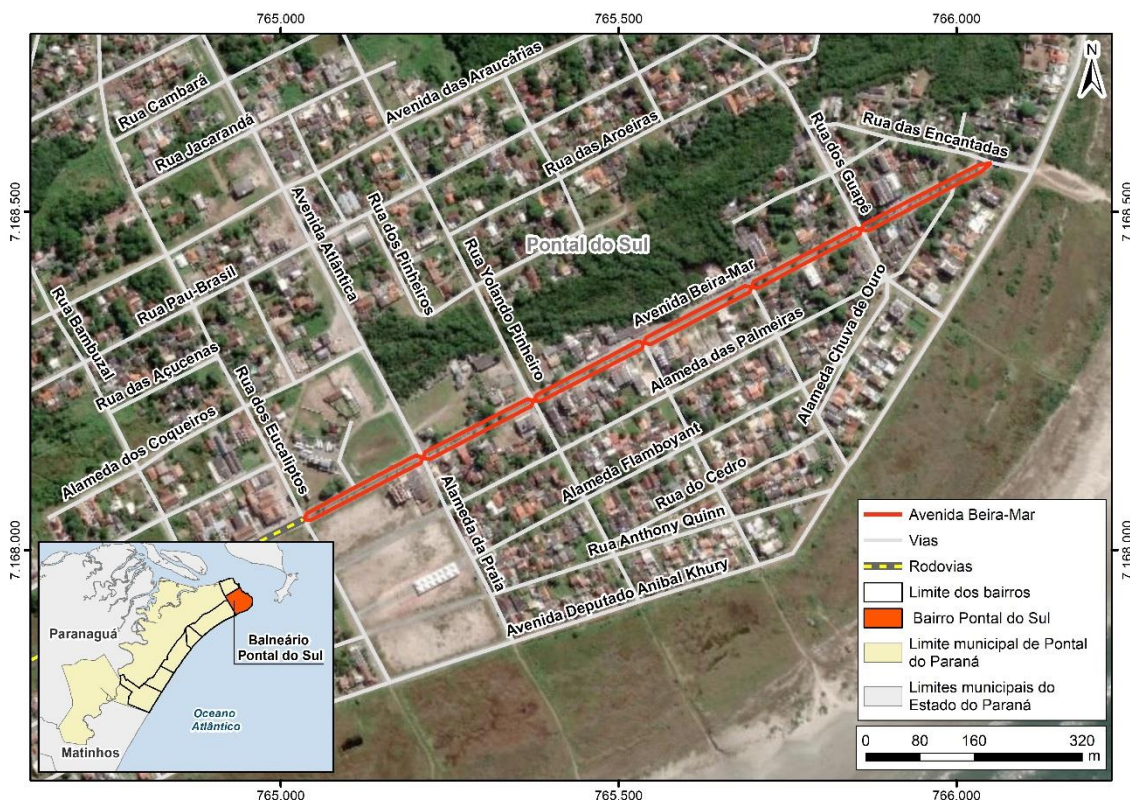 765.000
765.500
766.000
N
7.168.500
7.168.500
7.168.000
7.168.000
Rua Cambará
Rua Jacarandá
Avenida das Araucárias
Rua das Aroeiras
Rua dos Guapê
Rua das Encantadas
Avenida Atlântica
Rua dos Pinheiros
Pontal do Sul
Rua Yolando Pinheiro
Avenida Beira-Mar
Rua Bambuzal
Rua Pau-Brasil
Rua das Açucenas
Alameda dos Coqueiros
Rua dos Eucaliptos
Alameda das Palmeiras
Alameda Chuva de Ouro
Alameda Flamboyant
Alameda da Praia
Rua do Cedro
Rua Anthony Quinn
Avenida Deputado Anibal Khury
Paranaguá
Balneário
Pontal do Sul
Oceano
Atlântico
Matinhos
Avenida Beira-Mar
Vias
Rodovias
Limite dos bairros
Bairro Pontal do Sul
Limite municipal de Pontal
do Paraná
Limites municipais do
Estado do Paraná
0 80 160 320
m
765.000
765.500
766.000